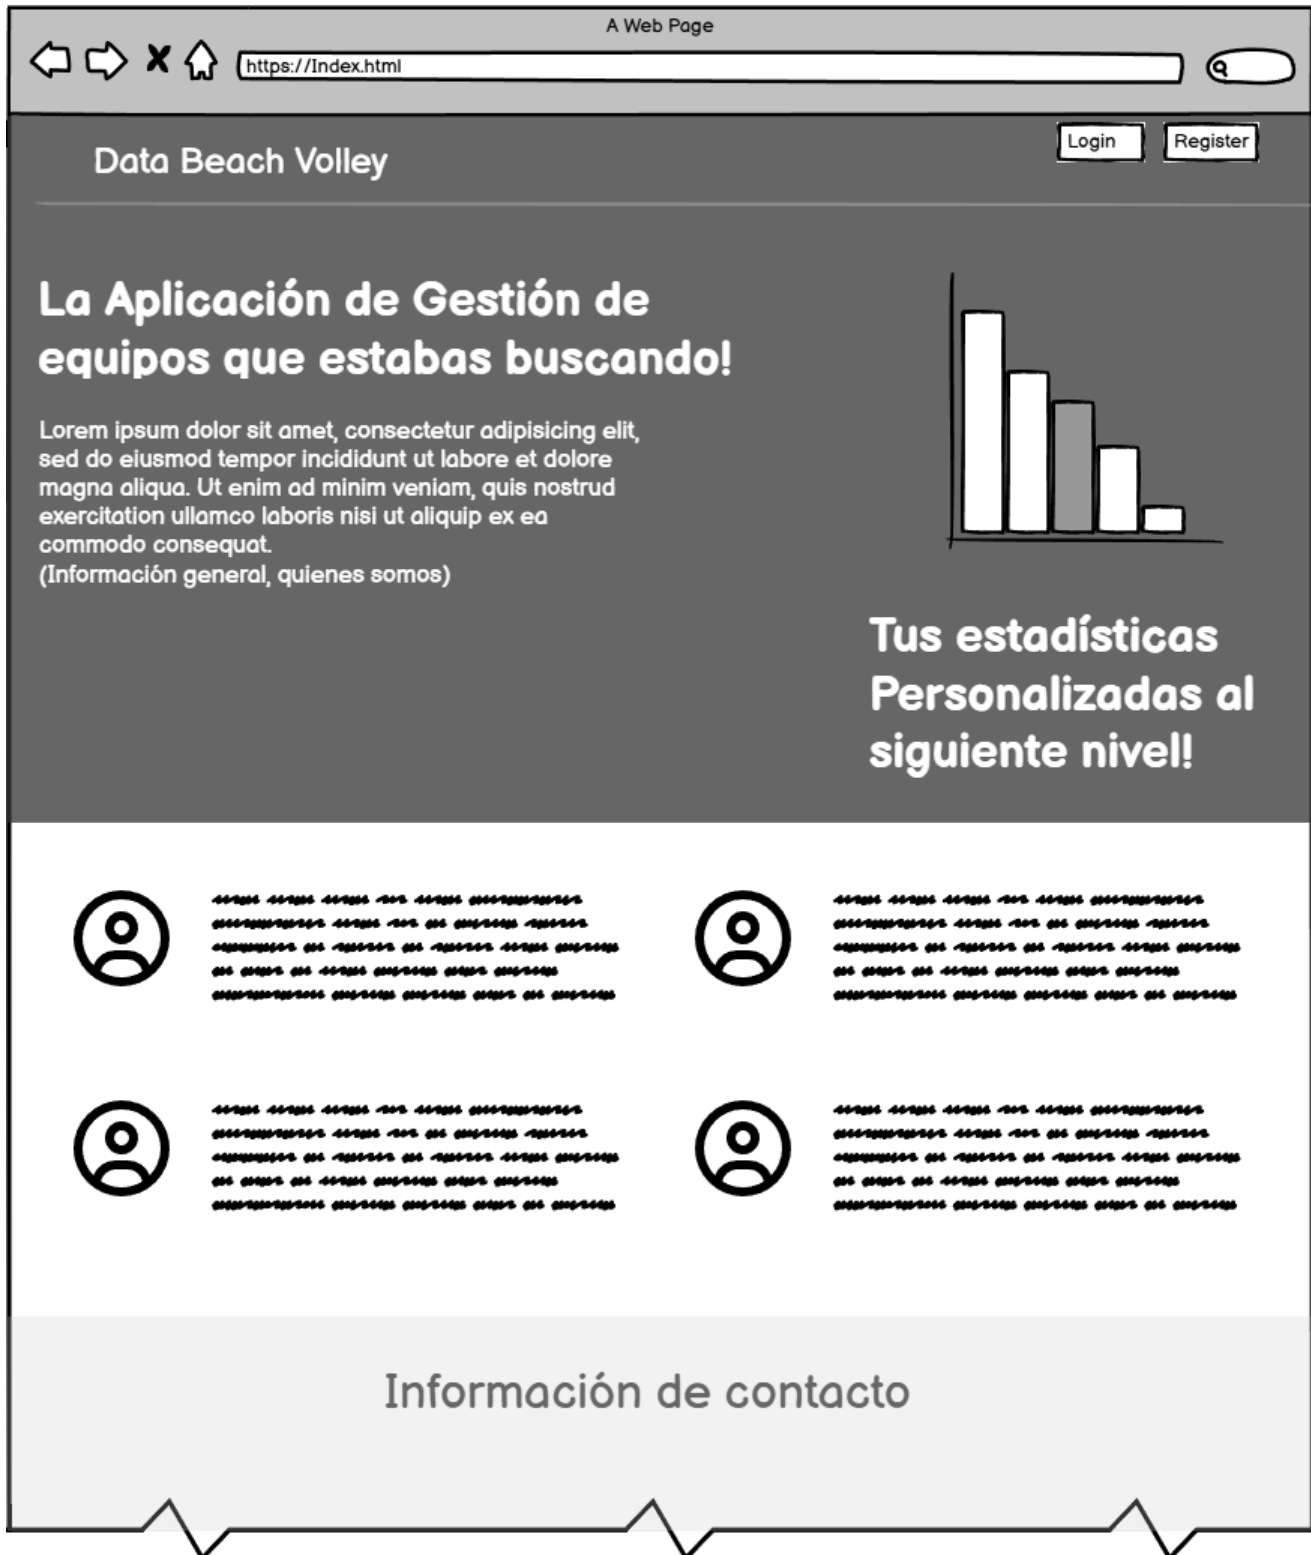 A Web Page
https://Index.html
Data Beach Volley
Login
Register
La Aplicación de Gestión de
equipos que estabas buscando!
Lorem ipsum dolor sit amet, consectetur adipisicing elit,
sed do eiusmod tempor incididunt ut labore et dolore
magna aliqua. Ut enim ad minim veniam, quis nostrud
exercitation ullamco laboris nisi ut aliquip ex ea
commodo consequat.
(Información general, quienes somos)
Tus estadísticas
Personalizadas al
siguiente nivel!
Información de contacto